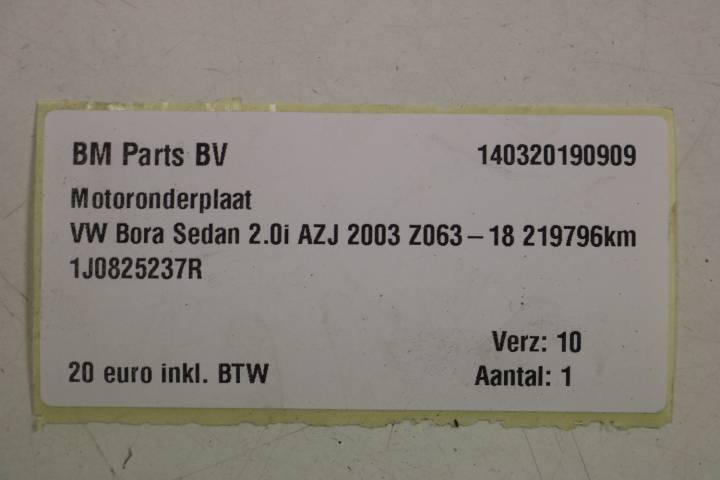 BM Parts BV 140320190909
Motoronderplaat
VW Bora Sedan 2.0i AZJ 2003 Z063-18 219796km
1J0825237R
Verz: 10
20 euro inkl. BTW Aantal: 1